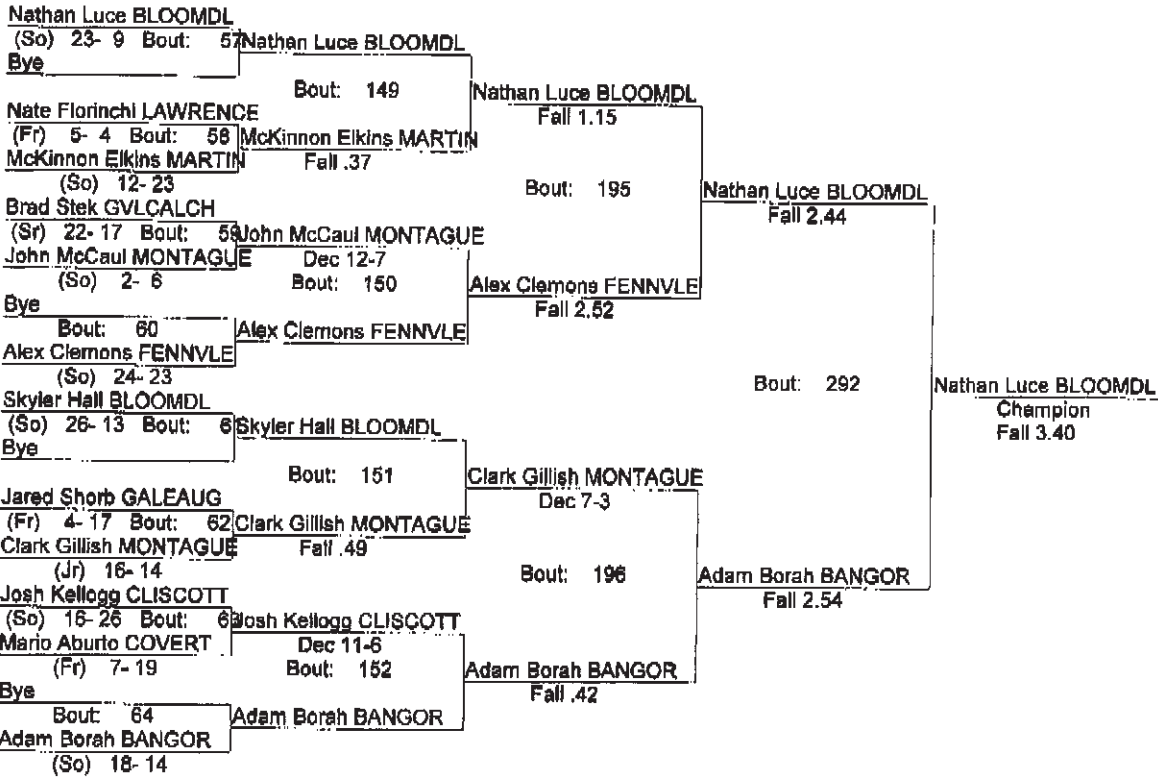 Nathan Luce BLOOMDL
(So) 23- 9 Bout: 57
Bye
Nate Florinchi LAWRENCE
(Fr) 5- 4 Bout: 58
McKinnon Elkins MARTIN
(So) 12- 23
Brad Stek GVLCALCH
(Sr) 22- 17 Bout: 59
John McCaul MONTAGUE
(So) 2- 6
Bye
Bout: 60
Alex Clemons FENNVLE
(So) 24- 23
Skyler Hall BLOOMDL
(So) 26- 13 Bout: 61
Bye
Jared Shorb GALEAUG
(Fr) 4- 17 Bout: 62
Clark Gillish MONTAGUE
(Jr) 16- 14
Josh Kellogg CLISCOTT
(So) 16- 26 Bout: 63
Mario Aburto COVERT
(Fr) 7- 19
Bye
Bout: 64
Adam Borah BANGOR
(So) 18- 14
Nathan Luce BLOOMDL
Bout: 149
McKinnon Elkins MARTIN
Fall .37
John McCaul MONTAGUE
Dec 12-7
Bout: 150
Alex Clemons FENNVLE
Skyler Hall BLOOMDL
Bout: 151
Clark Gillish MONTAGUE
Fall .49
Josh Kellogg CLISCOTT
Dec 11-6
Bout: 152
Adam Borah BANGOR
Nathan Luce BLOOMDL
Fall 1.15
Bout: 195
Alex Clemons FENNVLE
Fall 2.52
Clark Gillish MONTAGUE
Dec 7-3
Bout: 196
Adam Borah BANGOR
Fall .42
Nathan Luce BLOOMDL
Fall 2.44
Bout: 292
Adam Borah BANGOR
Fall 2.54
Nathan Luce BLOOMDL
Champion
Fall 3.40